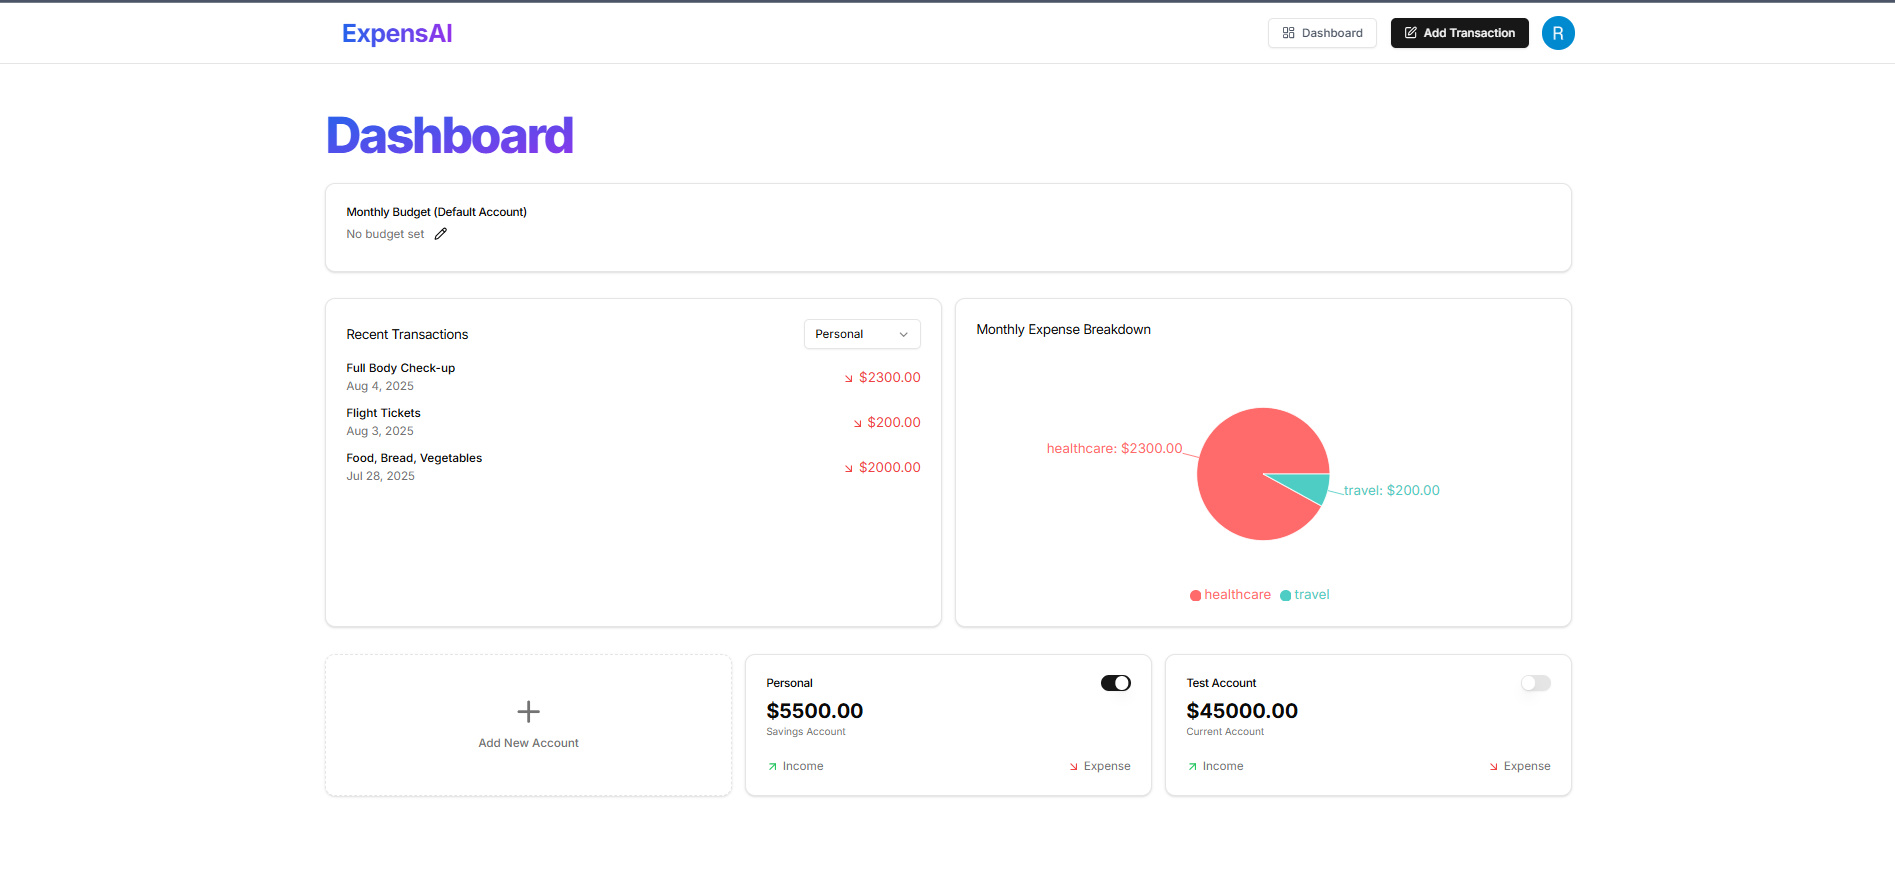 ExpensAI
Dashboard
Add Transaction
R
Dashboard
Monthly Budget (Default Account)
No budget set
Recent Transactions
Personal
Full Body Check-up
Aug 4, 2025
$2300.00
Flight Tickets
Aug 3, 2025
$200.00
Food, Bread, Vegetables
Jul 28, 2025
$2000.00
Monthly Expense Breakdown
healthcare: $2300.00
travel: $200.00
healthcare
travel
Add New Account
Personal
$5500.00
Savings Account
Income
Expense
Test Account
$45000.00
Current Account
Income
Expense